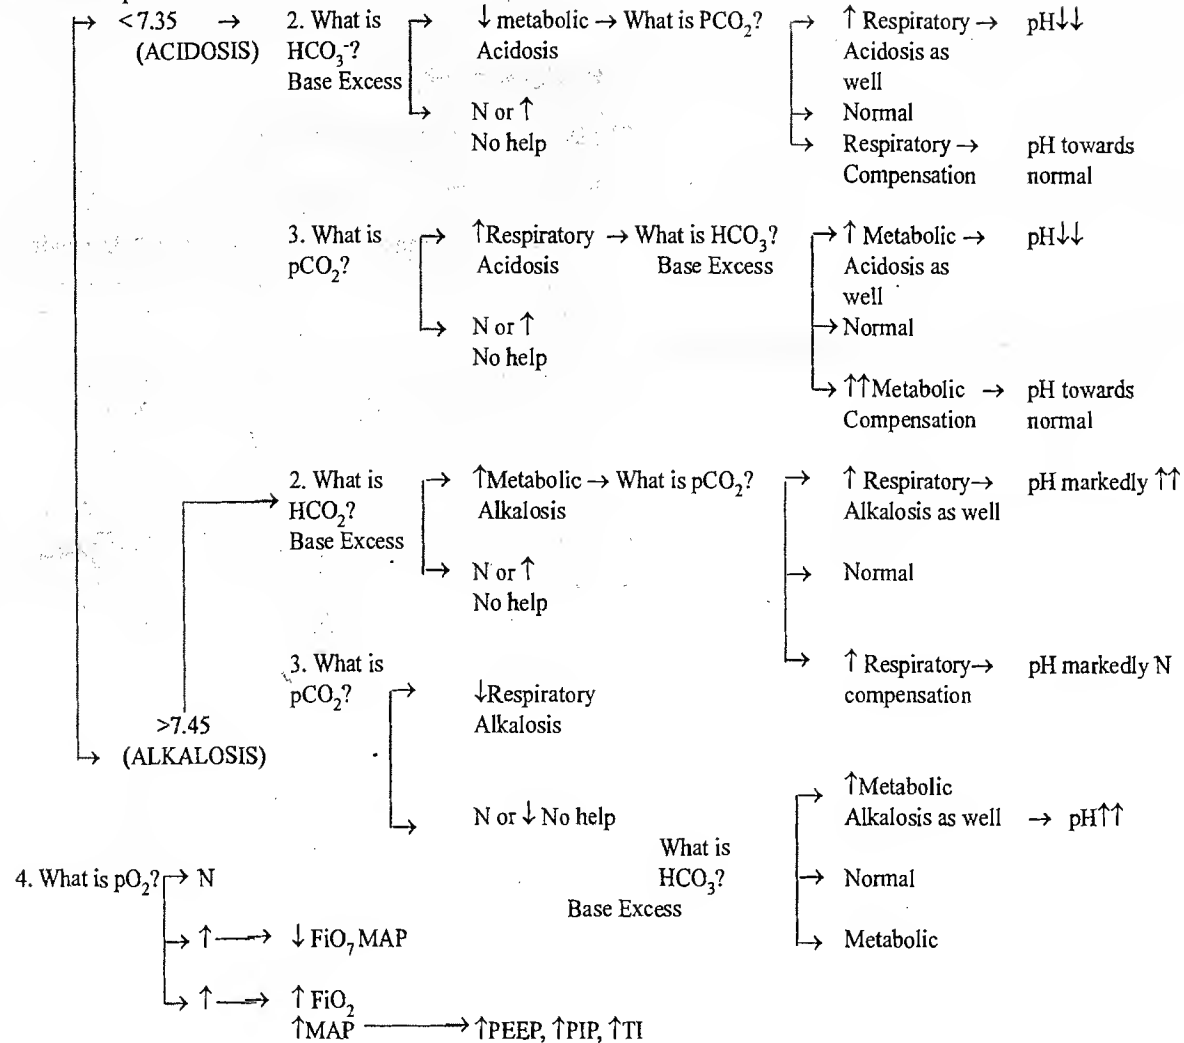 <7.35 → 2. What is ↓ metabolic → What is PCO₂? ↑ Respiratory → pH↓↓
(ACIDOSIS) HCO₃⁻? Acidosis Acidosis as
Base Excess well
N or ↑ Normal
No help Respiratory → pH towards
Compensation normal
3. What is ↑Respiratory → What is HCO₃? ↑ Metabolic → pH↓↓
pCO₂? Acidosis Base Excess Acidosis as
well
N or ↑ Normal
No help
↑↑Metabolic → pH towards
Compensation normal
2. What is ↑Metabolic → What is pCO₂? ↑ Respiratory→ pH markedly ↑↑
HCO₂? Alkalosis Alkalosis as well
Base Excess
N or ↑ Normal
No help
3. What is ↑ Respiratory→ pH markedly N
pCO₂? ↓Respiratory compensation
>7.45 Alkalosis
(ALKALOSIS)
↑Metabolic
N or ↓ No help Alkalosis as well → pH↑↑
What is
4. What is pO₂? → N HCO₃? Normal
Base Excess
↑ → ↓ FiO₇ MAP Metabolic
↑ → ↑ FiO₂
↑MAP → ↑PEEP, ↑PIP, ↑TI